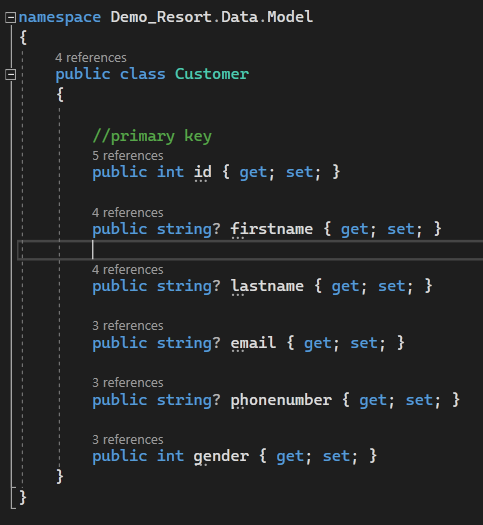 namespace Demo_Resort.Data.Model
{
4 references
public class Customer
{
//primary key
5 references
public int id { get; set; }
4 references
public string? firstname { get; set; }
4 references
public string? lastname { get; set; }
3 references
public string? email { get; set; }
3 references
public string? phonenumber { get; set; }
3 references
public int gender { get; set; }
}
}